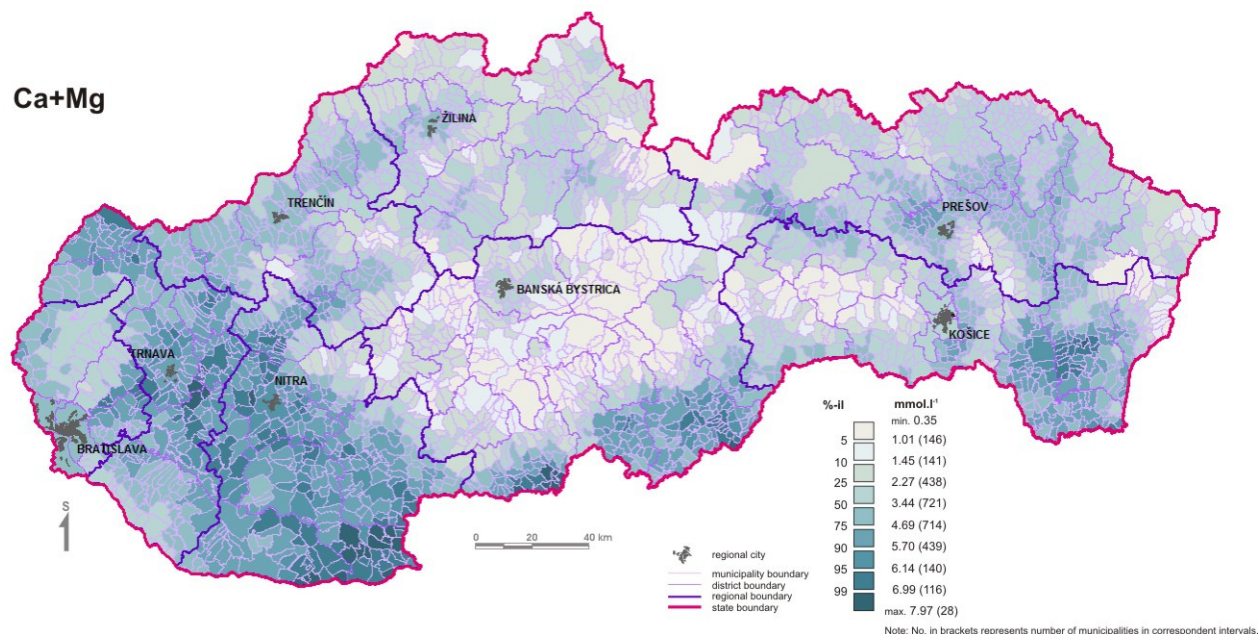 Ca+Mg
ŽILINA
TRENČÍN
PREŠOV
BANSKÁ BYSTRICA
KOŠICE
TRNAVA
NITRA
BRATISLAVA
S
0 20 40 km
regional city
municipality boundary
district boundary
regional boundary
state boundary
%-il mmol.l-1
min. 0.35
5 1.01 (146)
10 1.45 (141)
25 2.27 (438)
50 3.44 (721)
75 4.69 (714)
90 5.70 (439)
95 6.14 (140)
99 6.99 (116)
max. 7.97 (28)
Note: No. in brackets represents number of municipalities in correspondent intervals.